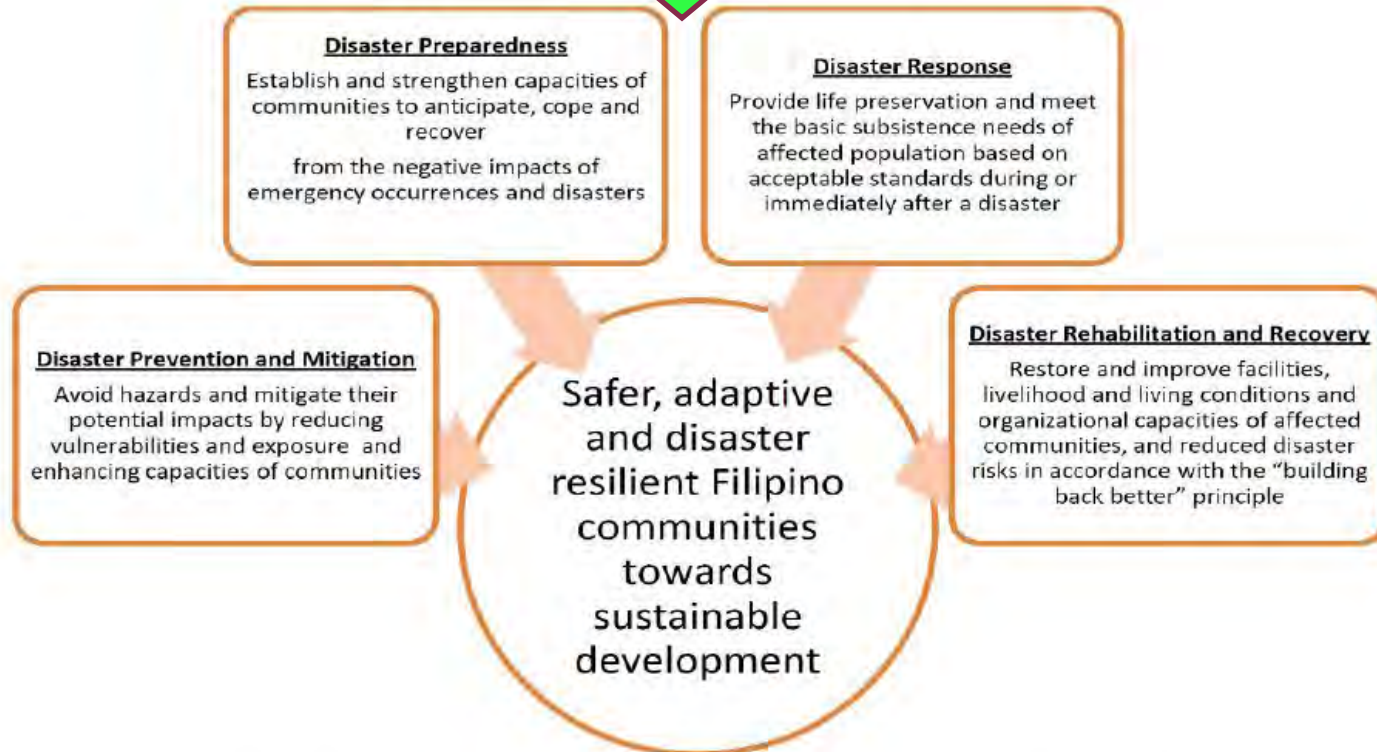 Disaster Preparedness
Establish and strengthen capacities of
communities to anticipate, cope and
recover
from the negative impacts of
emergency occurrences and disasters
Disaster Response
Provide life preservation and meet
the basic subsistence needs of
affected population based on
acceptable standards during or
immediately after a disaster
Disaster Prevention and Mitigation
Avoid hazards and mitigate their
potential impacts by reducing
vulnerabilities and exposure and
enhancing capacities of communities
Disaster Rehabilitation and Recovery
Restore and improve facilities,
livelihood and living conditions and
organizational capacities of affected
communities, and reduced disaster
risks in accordance with the “building
back better” principle
Safer, adaptive
and disaster
resilient Filipino
communities
towards
sustainable
development